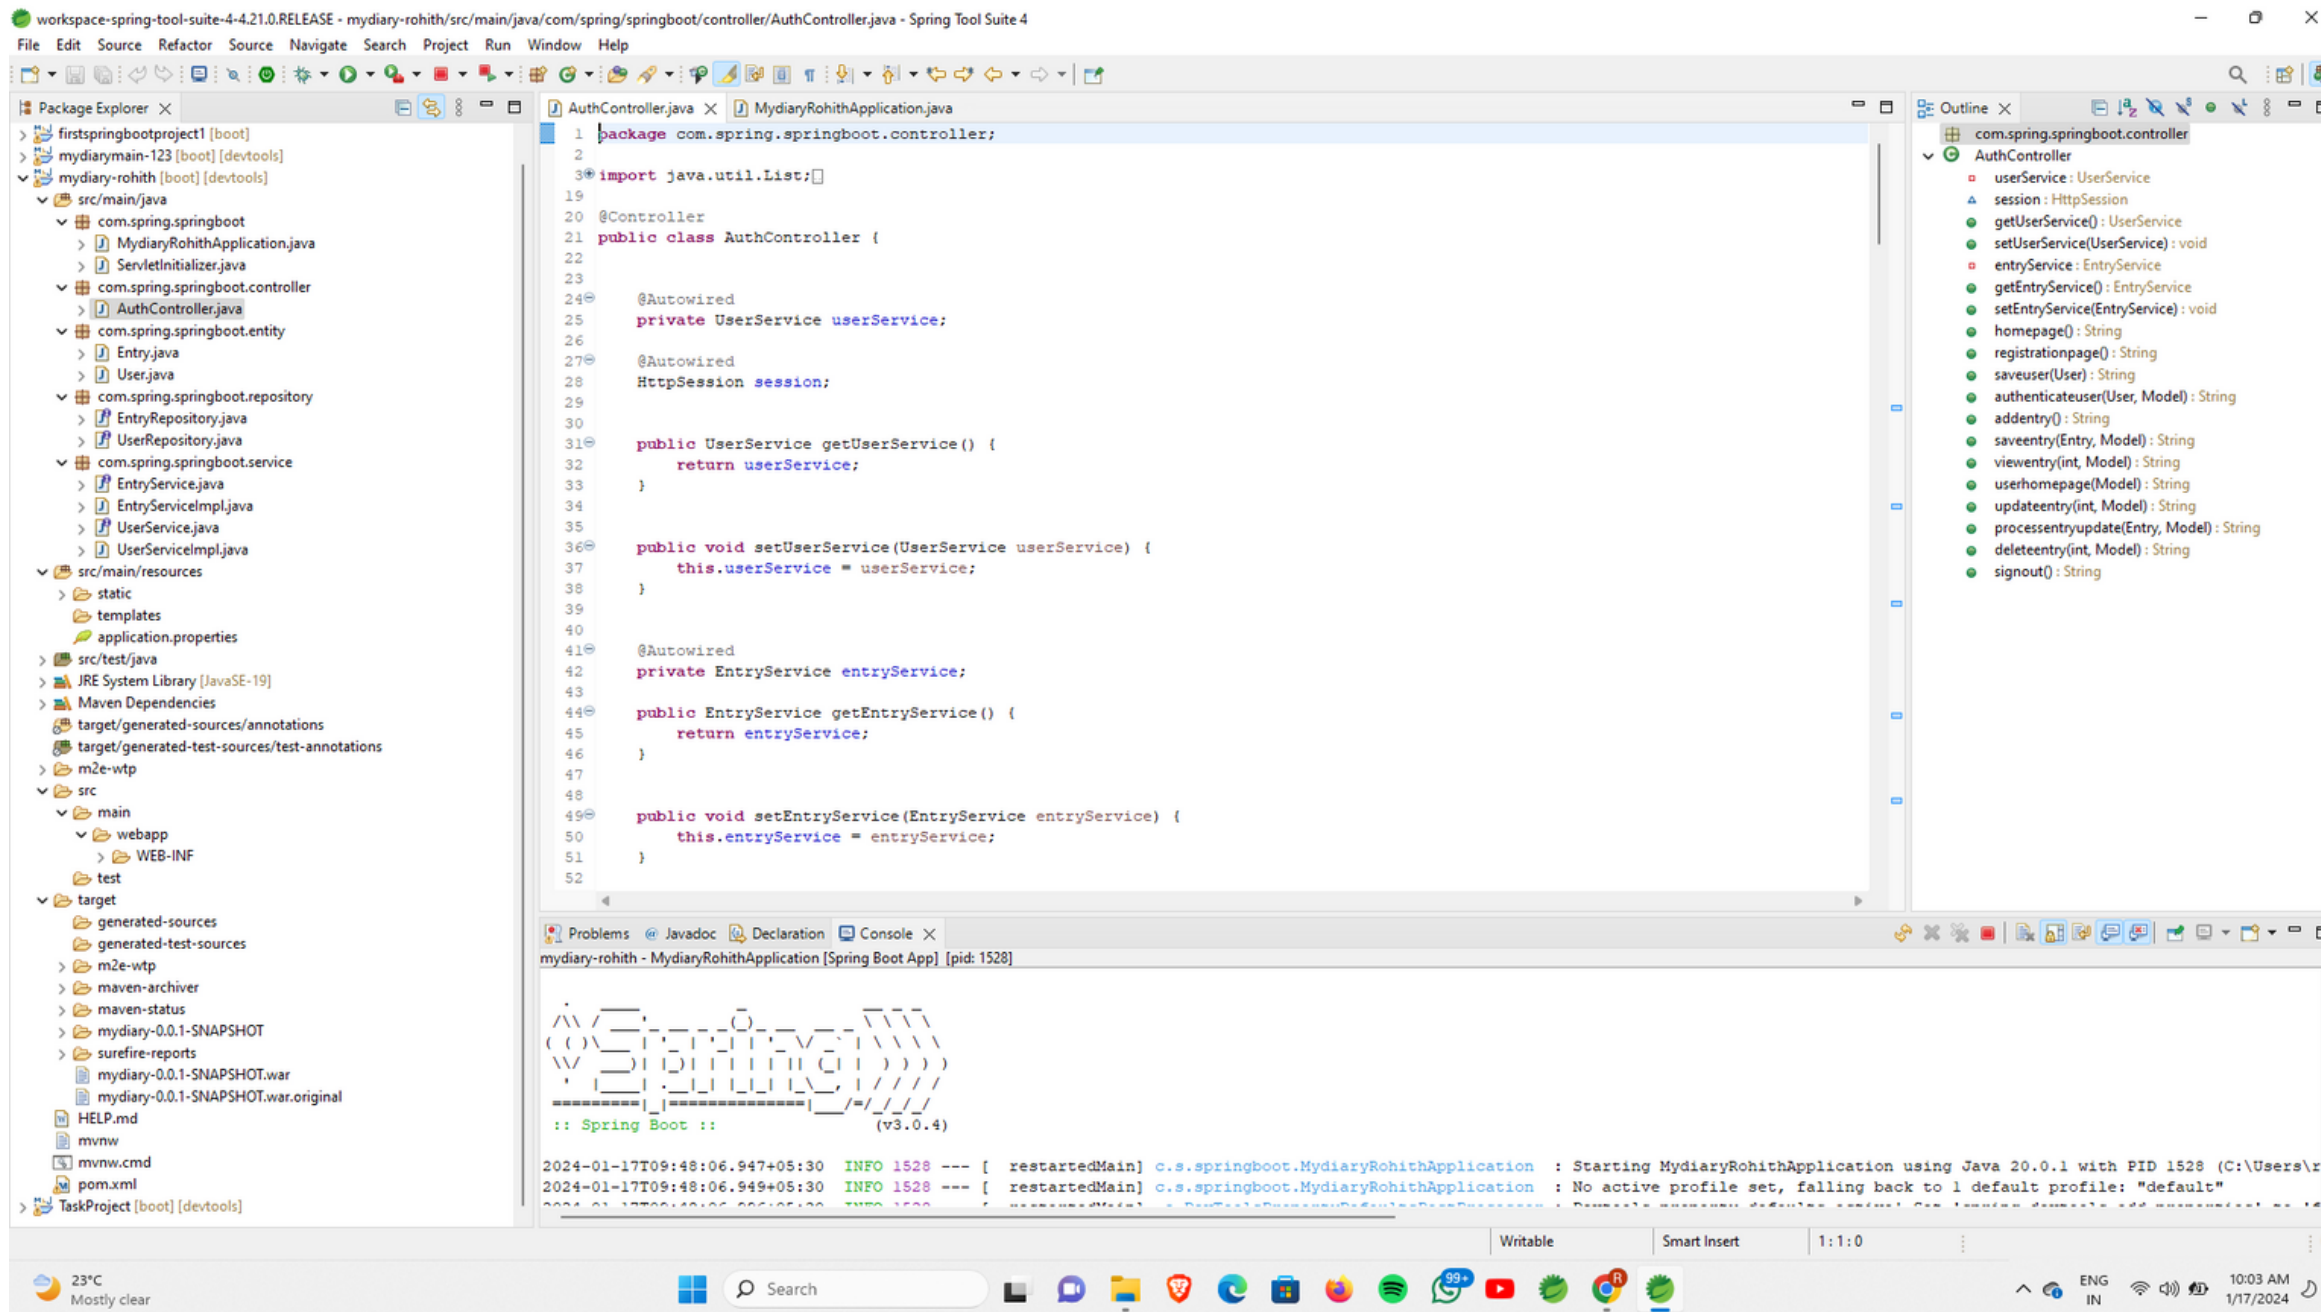 workspace-spring-tool-suite-4-4.21.0.RELEASE - mydiary-rohith/src/main/java/com/spring/springboot/controller/AuthController.java - Spring Tool Suite 4
File Edit Source Refactor Source Navigate Search Project Run Window Help
Package Explorer
firstspringbootproject1 [boot]
mydiarymain-123 [boot] [devtools]
mydiary-rohith [boot] [devtools]
src/main/java
com.spring.springboot
MydiaryRohithApplication.java
ServletInitializer.java
com.spring.springboot.controller
AuthController.java
com.spring.springboot.entity
Entry.java
User.java
com.spring.springboot.repository
EntryRepository.java
UserRepository.java
com.spring.springboot.service
EntryService.java
EntryServiceImpl.java
UserService.java
UserServiceImpl.java
src/main/resources
static
templates
application.properties
src/test/java
JRE System Library [JavaSE-19]
Maven Dependencies
target/generated-sources/annotations
target/generated-test-sources/test-annotations
m2e-wtp
src
main
webapp
WEB-INF
test
target
generated-sources
generated-test-sources
m2e-wtp
maven-archiver
maven-status
mydiary-0.0.1-SNAPSHOT
surefire-reports
mydiary-0.0.1-SNAPSHOT.war
mydiary-0.0.1-SNAPSHOT.war.original
HELP.md
mvnw
mvnw.cmd
pom.xml
TaskProject [boot] [devtools]
AuthController.java MydiaryRohithApplication.java
1 package com.spring.springboot.controller;
2
3 import java.util.List;
19
20 @Controller
21 public class AuthController {
22
23
24 @Autowired
25 private UserService userService;
26
27 @Autowired
28 HttpSession session;
29
30
31 public UserService getUserService() {
32 return userService;
33 }
34
35
36 public void setUserService(UserService userService) {
37 this.userService = userService;
38 }
39
40
41 @Autowired
42 private EntryService entryService;
43
44 public EntryService getEntryService() {
45 return entryService;
46 }
47
48
49 public void setEntryService(EntryService entryService) {
50 this.entryService = entryService;
51 }
52
Outline
com.spring.springboot.controller
AuthController
userService : UserService
session : HttpSession
getUserService() : UserService
setUserService(UserService) : void
entryService : EntryService
getEntryService() : EntryService
setEntryService(EntryService) : void
homepage() : String
registrationpage() : String
saveuser(User) : String
authenticateuser(User, Model) : String
addentry() : String
saveentry(Entry, Model) : String
viewentry(int, Model) : String
userhomepage(Model) : String
updateentry(int, Model) : String
processentryupdate(Entry, Model) : String
deleteentry(int, Model) : String
signout() : String
Problems Javadoc Declaration Console
mydiary-rohith - MydiaryRohithApplication [Spring Boot App] [pid: 1528]
Spring
:: Spring Boot :: (v3.0.4)
2024-01-17T09:48:06.947+05:30 INFO 1528 --- [ restartedMain] c.s.springboot.MydiaryRohithApplication : Starting MydiaryRohithApplication using Java 20.0.1 with PID 1528 (C:\Users\r
2024-01-17T09:48:06.949+05:30 INFO 1528 --- [ restartedMain] c.s.springboot.MydiaryRohithApplication : No active profile set, falling back to 1 default profile: "default"
Writable Smart Insert 1 : 1 : 0
23°C
Mostly clear
Search
99+
R
ENG
IN
10:03 AM
1/17/2024